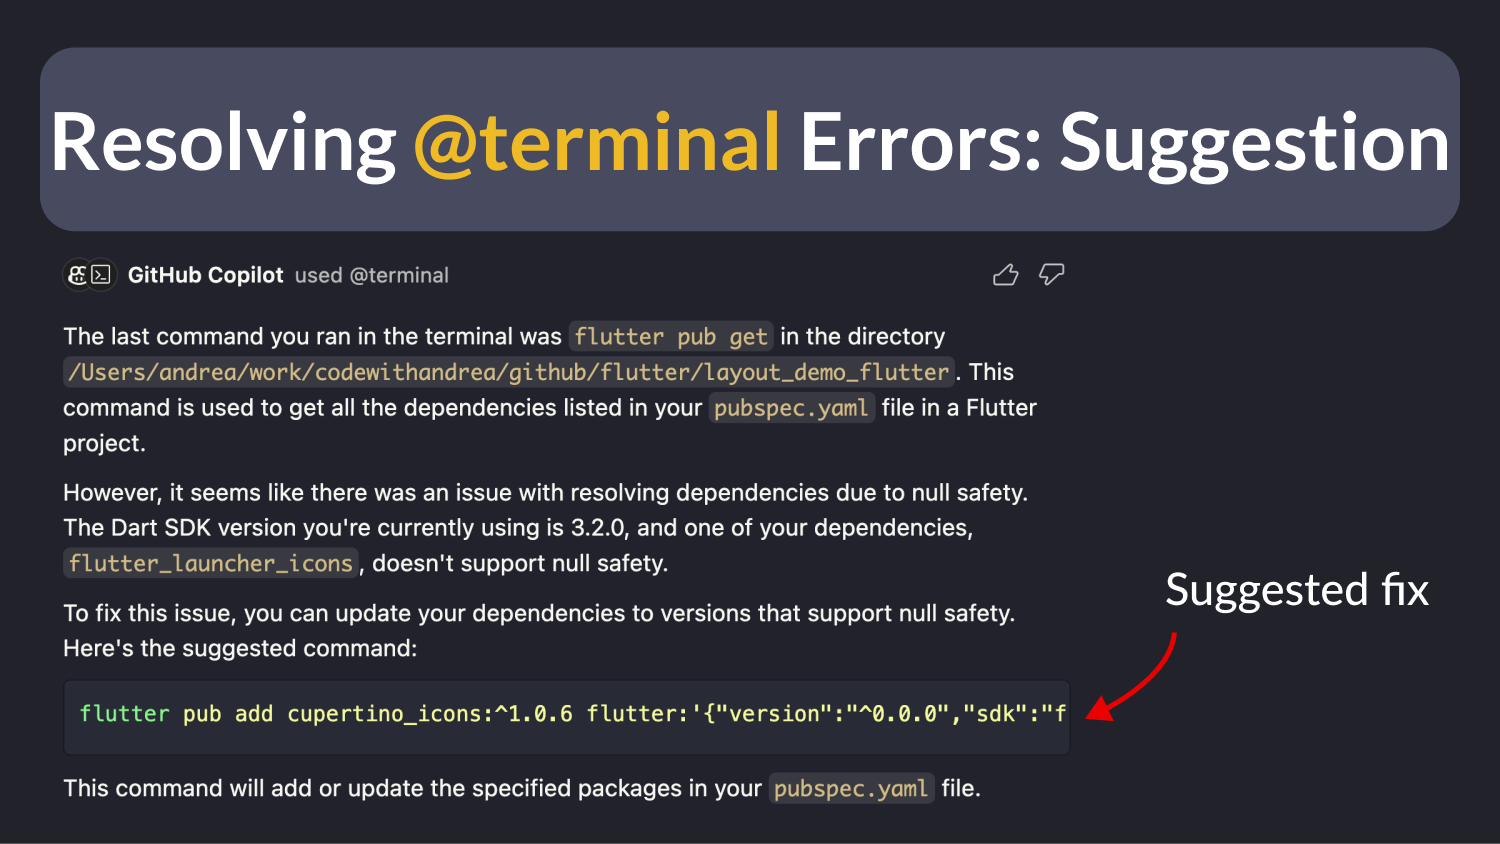 Resolving @terminal Errors: Suggestion
GitHub Copilot used @terminal
The last command you ran in the terminal was flutter pub get in the directory
/Users/andrea/work/codewithandrea/github/flutter/layout_demo_flutter. This
command is used to get all the dependencies listed in your pubspec.yaml file in a Flutter
project.
However, it seems like there was an issue with resolving dependencies due to null safety.
The Dart SDK version you're currently using is 3.2.0, and one of your dependencies,
flutter_launcher_icons, doesn't support null safety.
Suggested fix
To fix this issue, you can update your dependencies to versions that support null safety.
Here's the suggested command:
flutter pub add cupertino_icons:^1.0.6 flutter:'{"version":"^0.0.0","sdk":"f
This command will add or update the specified packages in your pubspec.yaml file.